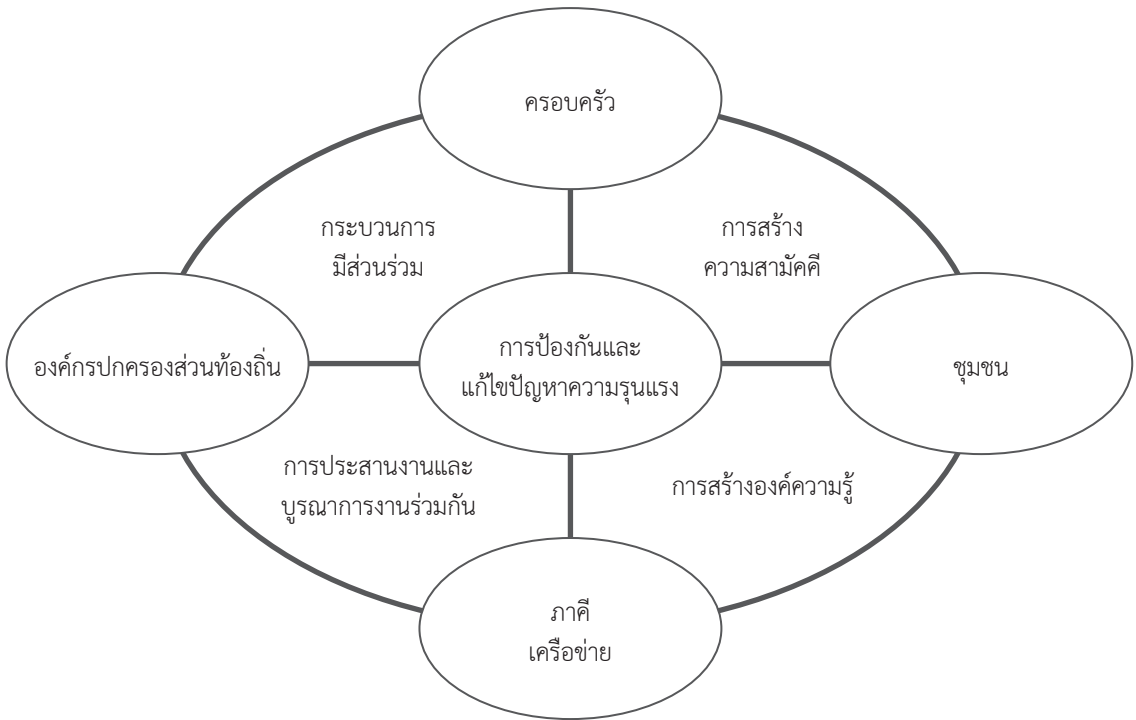 ครอบครัว
กระบวนการ
มีส่วนร่วม
การสร้าง
ความสามัคคี
องค์กรปกครองส่วนท้องถิ่น
การป้องกันและ
แก้ไขปัญหาความรุนแรง
ชุมชน
การประสานงานและ
บูรณาการงานร่วมกัน
การสร้างองค์ความรู้
ภาคี
เครือข่าย